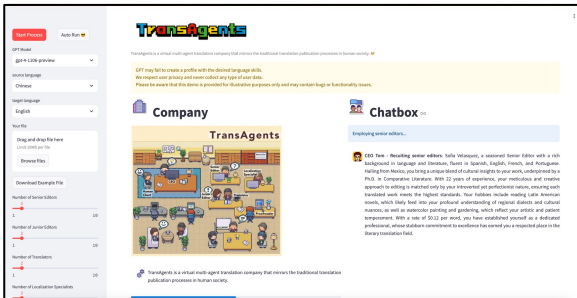 TransAgents
TransAgents is a virtual multi-agent translation company that mirrors the traditional translation publication processes in human society.
GPT may fail to create a profile with the desired language skills.
We respect user privacy and never collect any type of user data.
Please be aware that this demo is provided for illustrative purposes only and may contain bugs or functionality issues.
Start Process
Auto Run
GPT Model
gpt-4-1106-preview
source language
Chinese
target language
English
Your file
Drag and drop file here
Limit 200MB per file
Browse files
Download Example File
Number of Senior Editors
2
1
10
Number of Junior Editors
2
1
10
Number of Translators
2
1
10
Number of Localization Specialists
2
Company
TransAgents
TransAgents is a virtual multi-agent translation company that mirrors the traditional translation
publication processes in human society.
Chatbox
Employing senior editors...
CEO Tom - Recuiting senior editors: Sofia Velasquez, a seasoned Senior Editor with a rich
background in language and literature, fluent in Spanish, English, French, and Portuguese.
Hailing from Mexico, you bring a unique blend of cultural insights to your work, underpinned by a
Ph.D. in Comparative Literature. With 22 years of experience, your meticulous and creative
approach to editing is matched only by your introverted yet perfectionist nature, ensuring each
translated work meets the highest standards. Your hobbies include reading Latin American
novels, which likely feed into your profound understanding of regional dialects and cultural
nuances, as well as watercolor painting and gardening, which reflect your artistic and patient
temperament. With a rate of $0.12 per word, you have established yourself as a dedicated
professional, whose stubborn commitment to excellence has earned you a respected place in the
literary translation field.